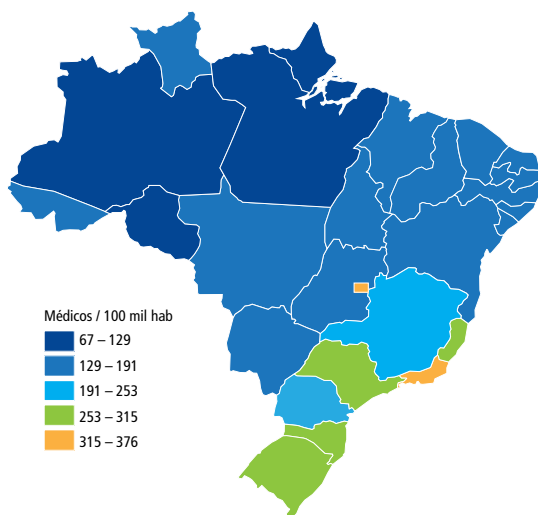 Médicos / 100 mil hab
67 – 129
129 – 191
191 – 253
253 – 315
315 – 376